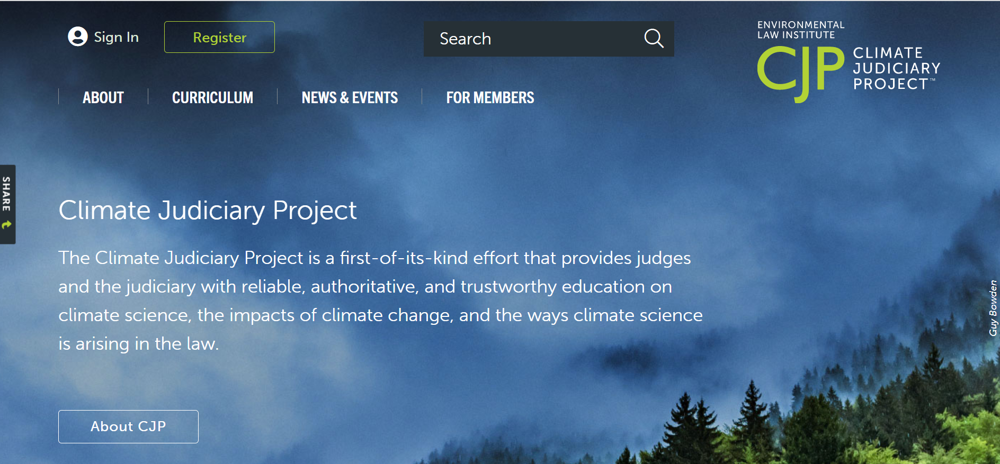 Sign In
Register
Search
ENVIRONMENTAL
LAW INSTITUTE
CJP
CLIMATE
JUDICIARY
PROJECT™
ABOUT
CURRICULUM
NEWS & EVENTS
FOR MEMBERS
SHARE
Climate Judiciary Project
The Climate Judiciary Project is a first-of-its-kind effort that provides judges
and the judiciary with reliable, authoritative, and trustworthy education on
climate science, the impacts of climate change, and the ways climate science
is arising in the law.
Guy Bowden
About CJP